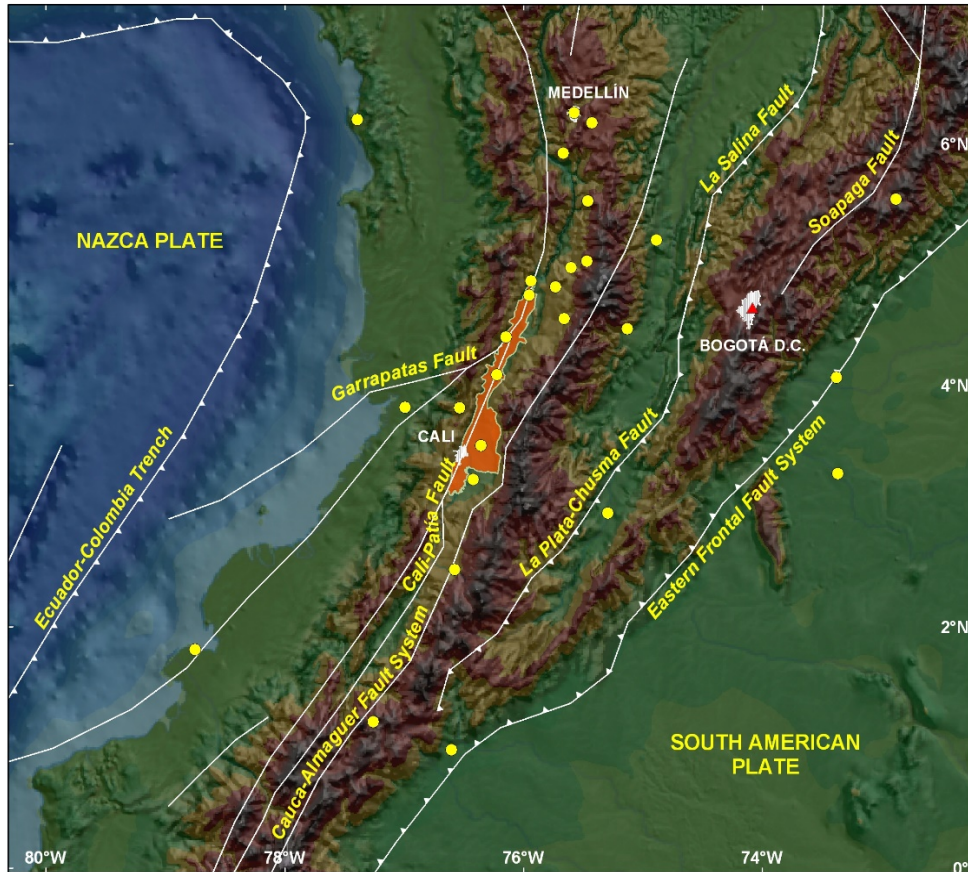 MEDELLÍN
La Salina Fault
6°N
Soapaga Fault
NAZCA PLATE
BOGOTÁ D.C.
Garrapatas Fault
4°N
CALI
Ecuador-Colombia Trench
Cali-Patia Fault
La Plata-Chusma Fault
Eastern Frontal Fault System
2°N
Cauca-Almaguer Fault System
SOUTH AMERICAN
PLATE
80°W
78°W
76°W
74°W
0°